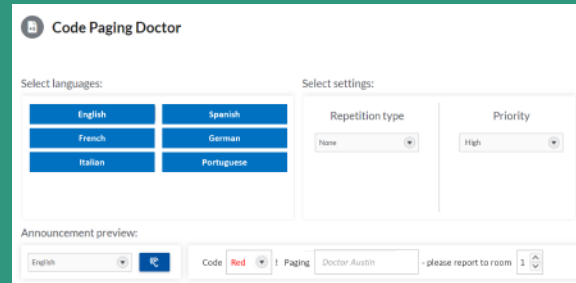 Code Paging Doctor
Select languages:
Select settings:
English
Spanish
French
German
Italian
Portuguese
Repetition type
Priority
None
High
Announcement preview:
English
Code Red ! Paging Doctor Austin - please report to room 1